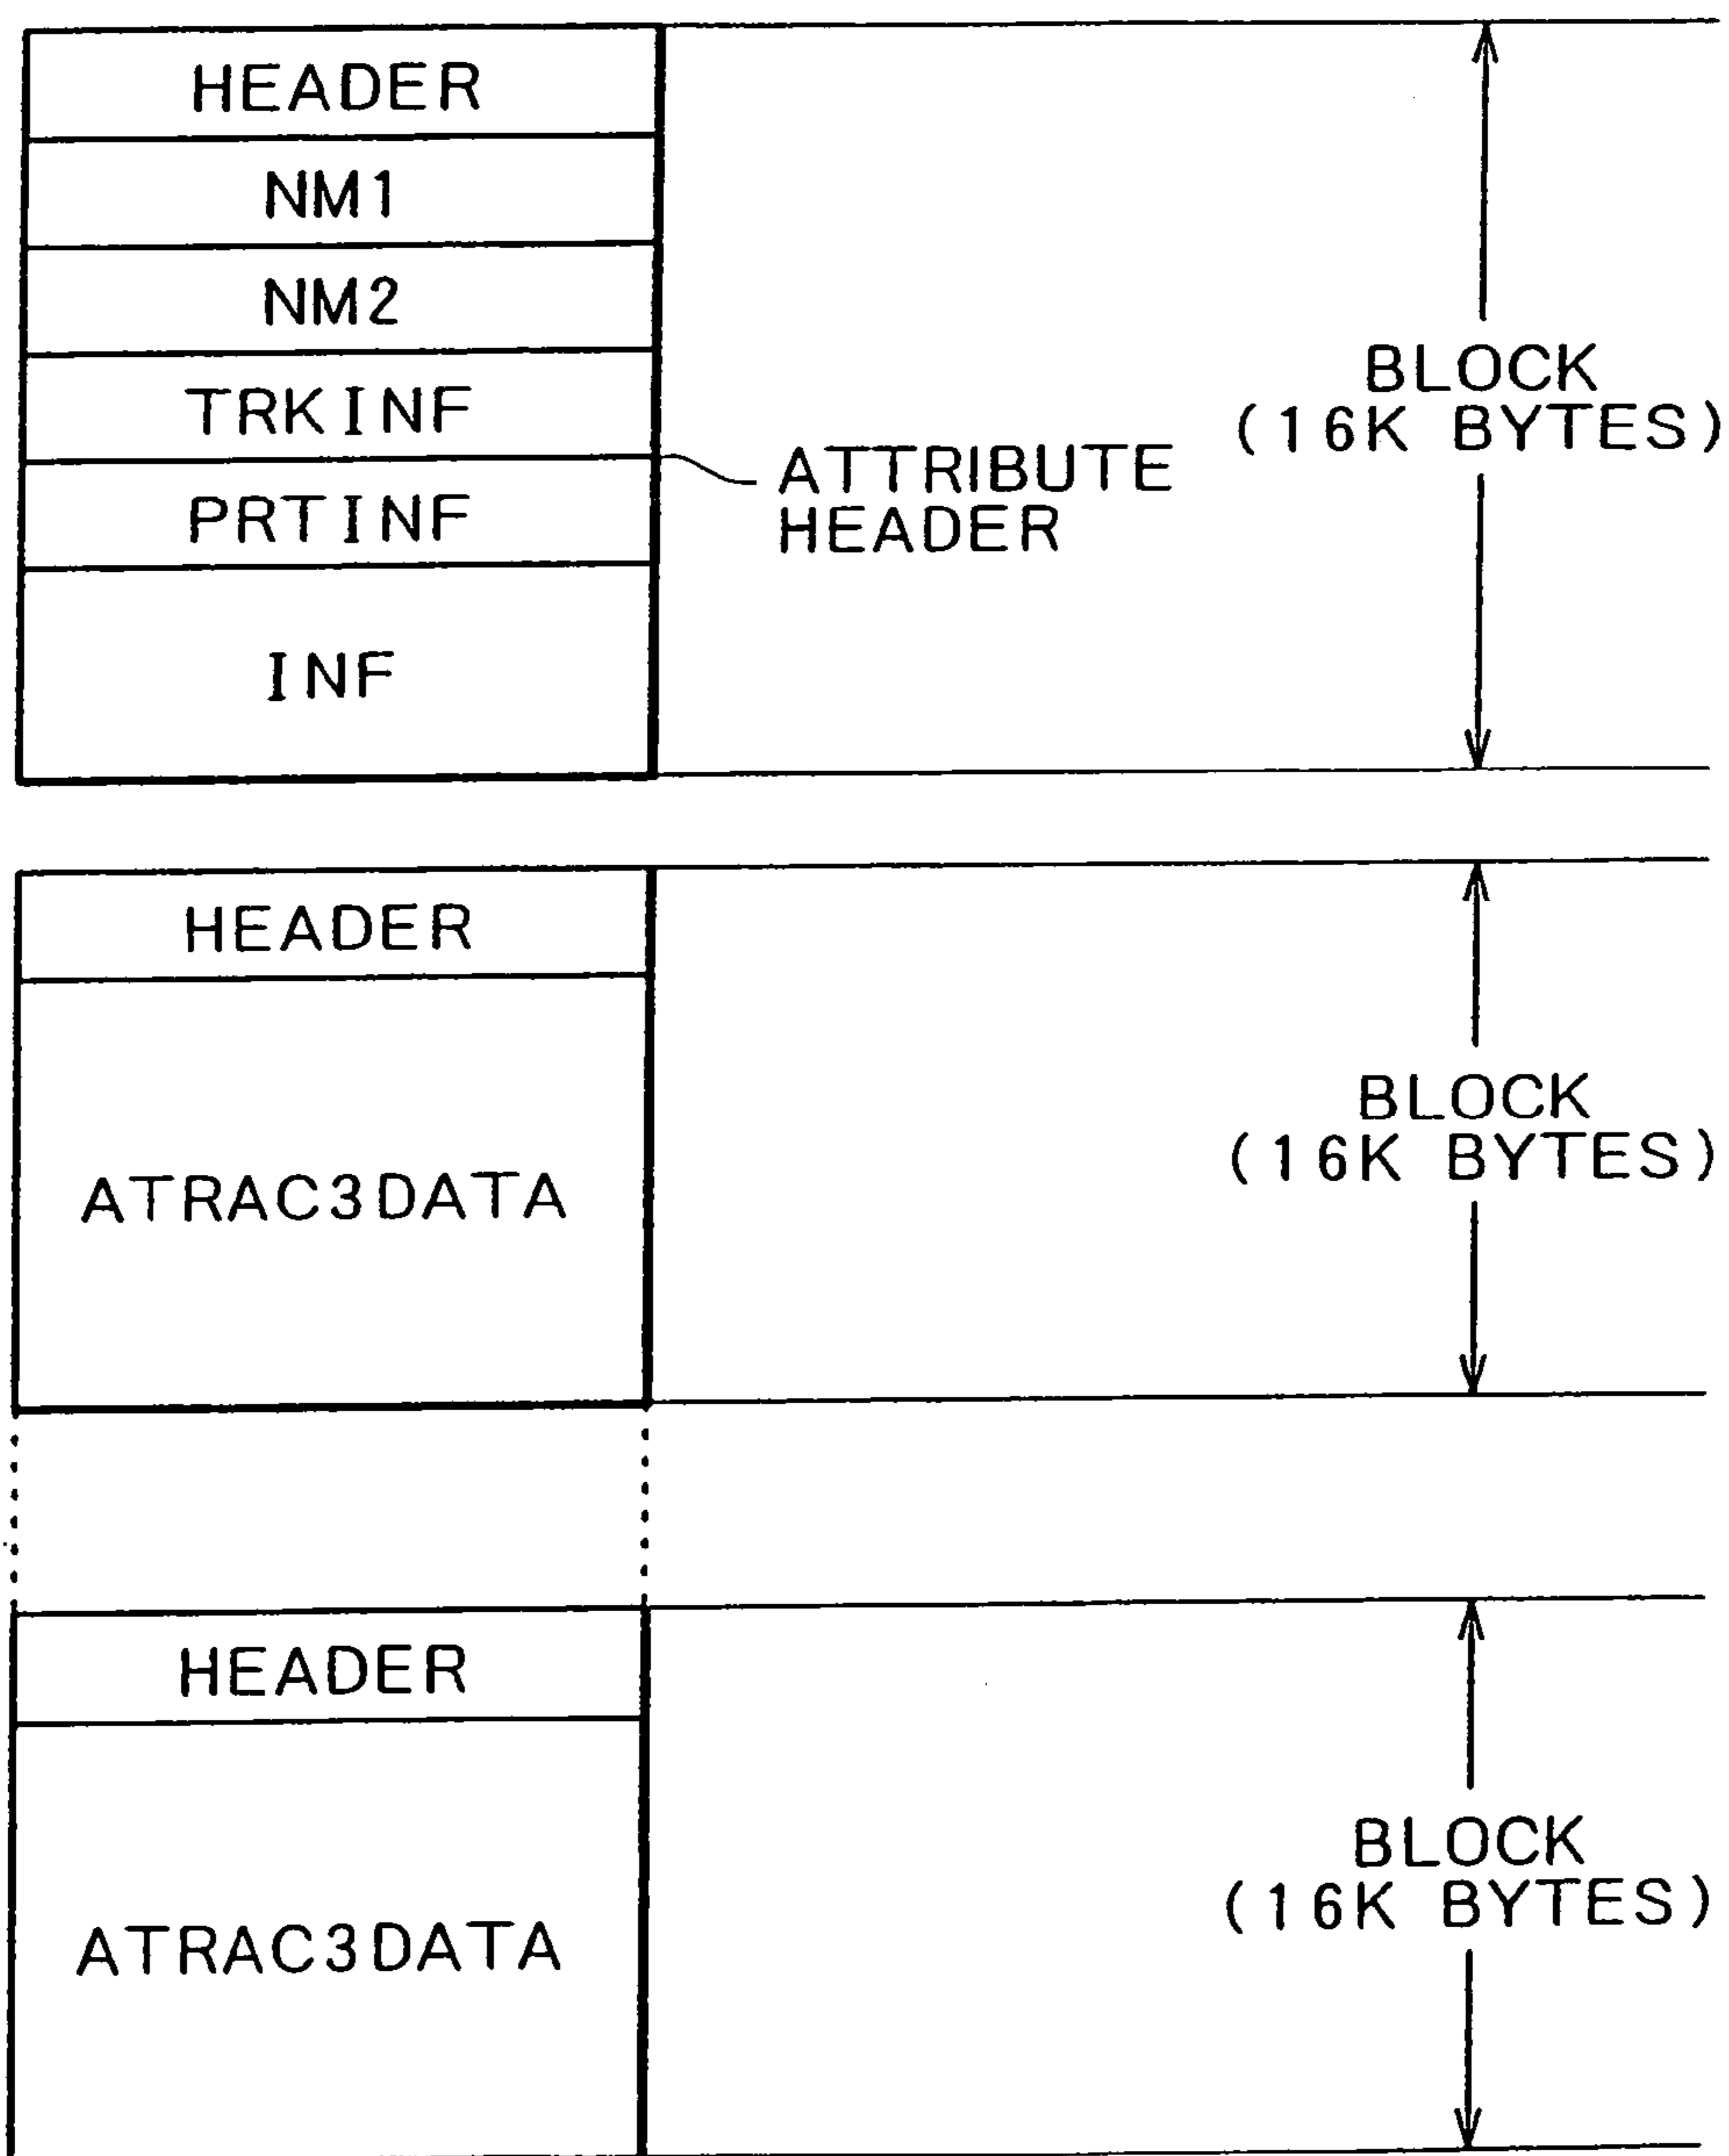 HEADER
NM1
NM2
TRKINF
PRTINF
INF
ATTRIBUTE
HEADER
BLOCK
(16K BYTES)
HEADER
ATRAC3DATA
BLOCK
(16K BYTES)
HEADER
ATRAC3DATA
BLOCK
(16K BYTES)